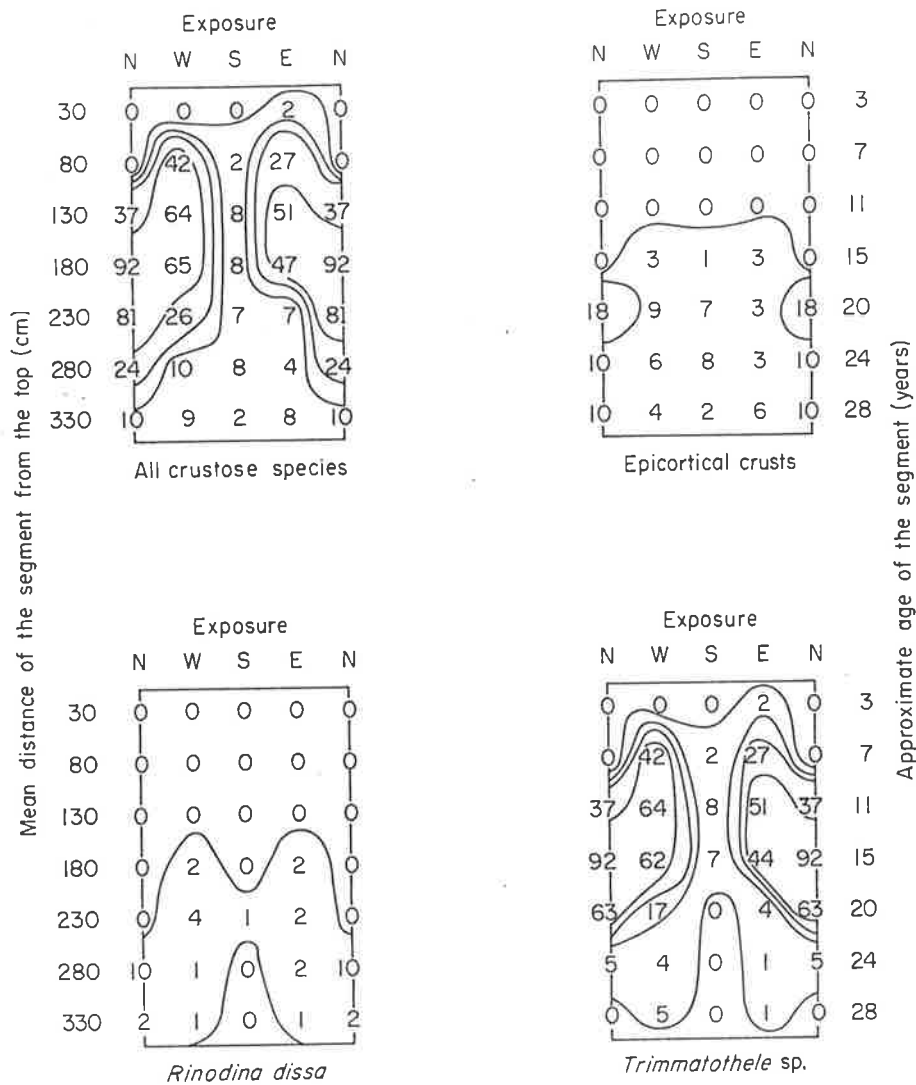 Exposure
N W S E N
30 0 0 0 2 0
80 0 42 2 27 0
130 37 64 8 51 37
180 92 65 8 47 92
230 81 26 7 7 81
280 24 10 8 4 24
330 10 9 2 8 10
All crustose species
Exposure
N W S E N
0 0 0 0 0 3
0 0 0 0 0 7
0 0 0 0 0 11
0 3 1 3 0 15
18 9 7 3 18 20
10 6 8 3 10 24
10 4 2 6 10 28
Epicortical crusts
Mean distance of the segment from the top (cm)
Approximate age of the segment (years)
Exposure
N W S E N
30 0 0 0 0 0
80 0 0 0 0 0
130 0 0 0 0 0
180 0 2 0 2 0
230 0 4 1 2 0
280 10 1 0 2 10
330 2 1 0 1 2
Rinodina dissa
Exposure
N W S E N
0 0 0 2 0 3
0 42 2 27 0 7
37 64 8 51 37 11
92 62 7 44 92 15
63 17 0 4 63 20
5 4 0 1 5 24
0 5 0 1 0 28
Trimmatothele sp.